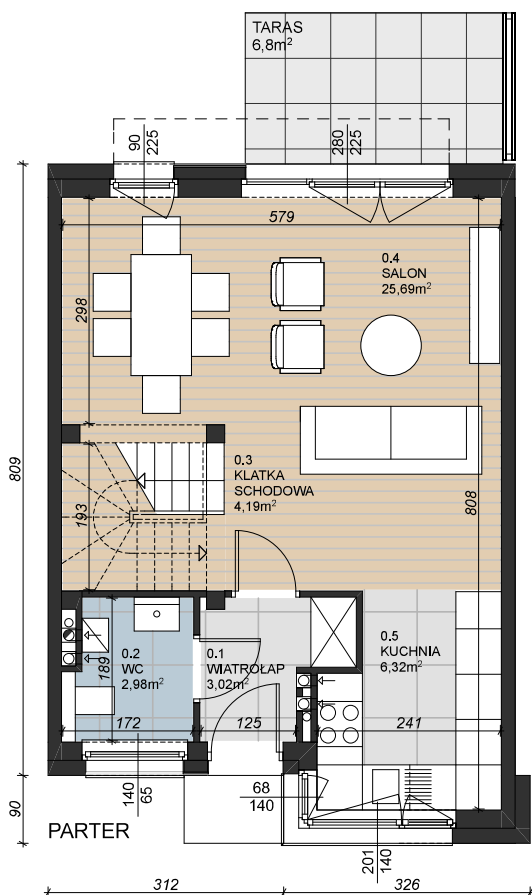 TARAS
6,8m²
90
225
280
225
579
0.4
SALON
25,69m²
298
809
0.3
KLATKA
SCHODOWA
4,19m²
193
808
0.2
WC
2,98m²
189
0.1
WIATROŁAP
3,02m²
0.5
KUCHNIA
6,32m²
172
125
241
140
65
68
140
201
140
90
PARTER
312
326